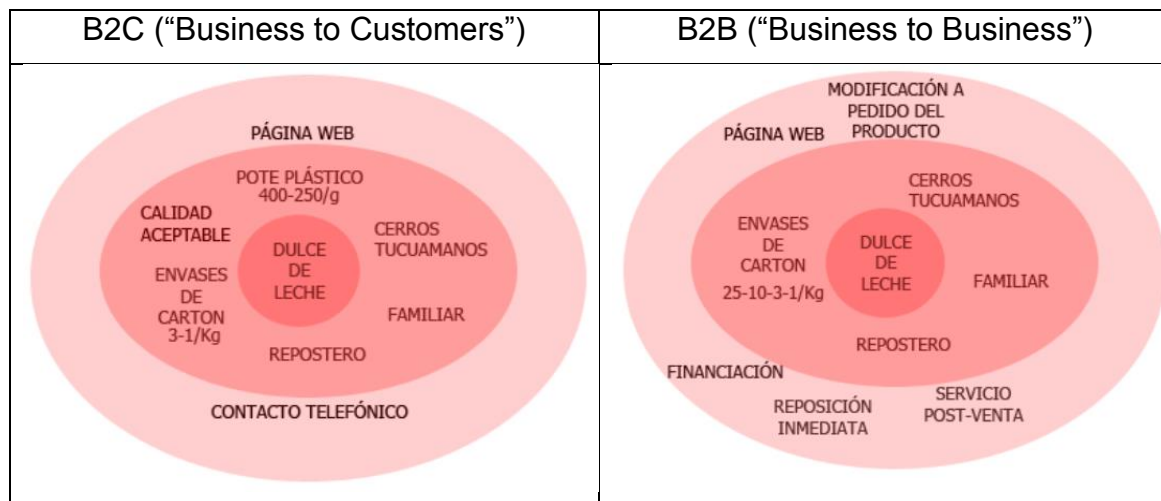 B2C (“Business to Customers”)
B2B (“Business to Business”)
PÁGINA WEB
POTE PLÁSTICO
400-250/g
CALIDAD
ACEPTABLE
CERROS
TUCUAMANOS
DULCE
DE
LECHE
ENVASES
DE
CARTON
3-1/Kg
FAMILIAR
REPOSTERO
CONTACTO TELEFÓNICO
MODIFICACIÓN A
PEDIDO DEL
PRODUCTO
PÁGINA WEB
CERROS
TUCUAMANOS
ENVASES
DE
CARTON
25-10-3-1/Kg
DULCE
DE
LECHE
FAMILIAR
REPOSTERO
FINANCIACIÓN
REPOSICIÓN
INMEDIATA
SERVICIO
POST-VENTA